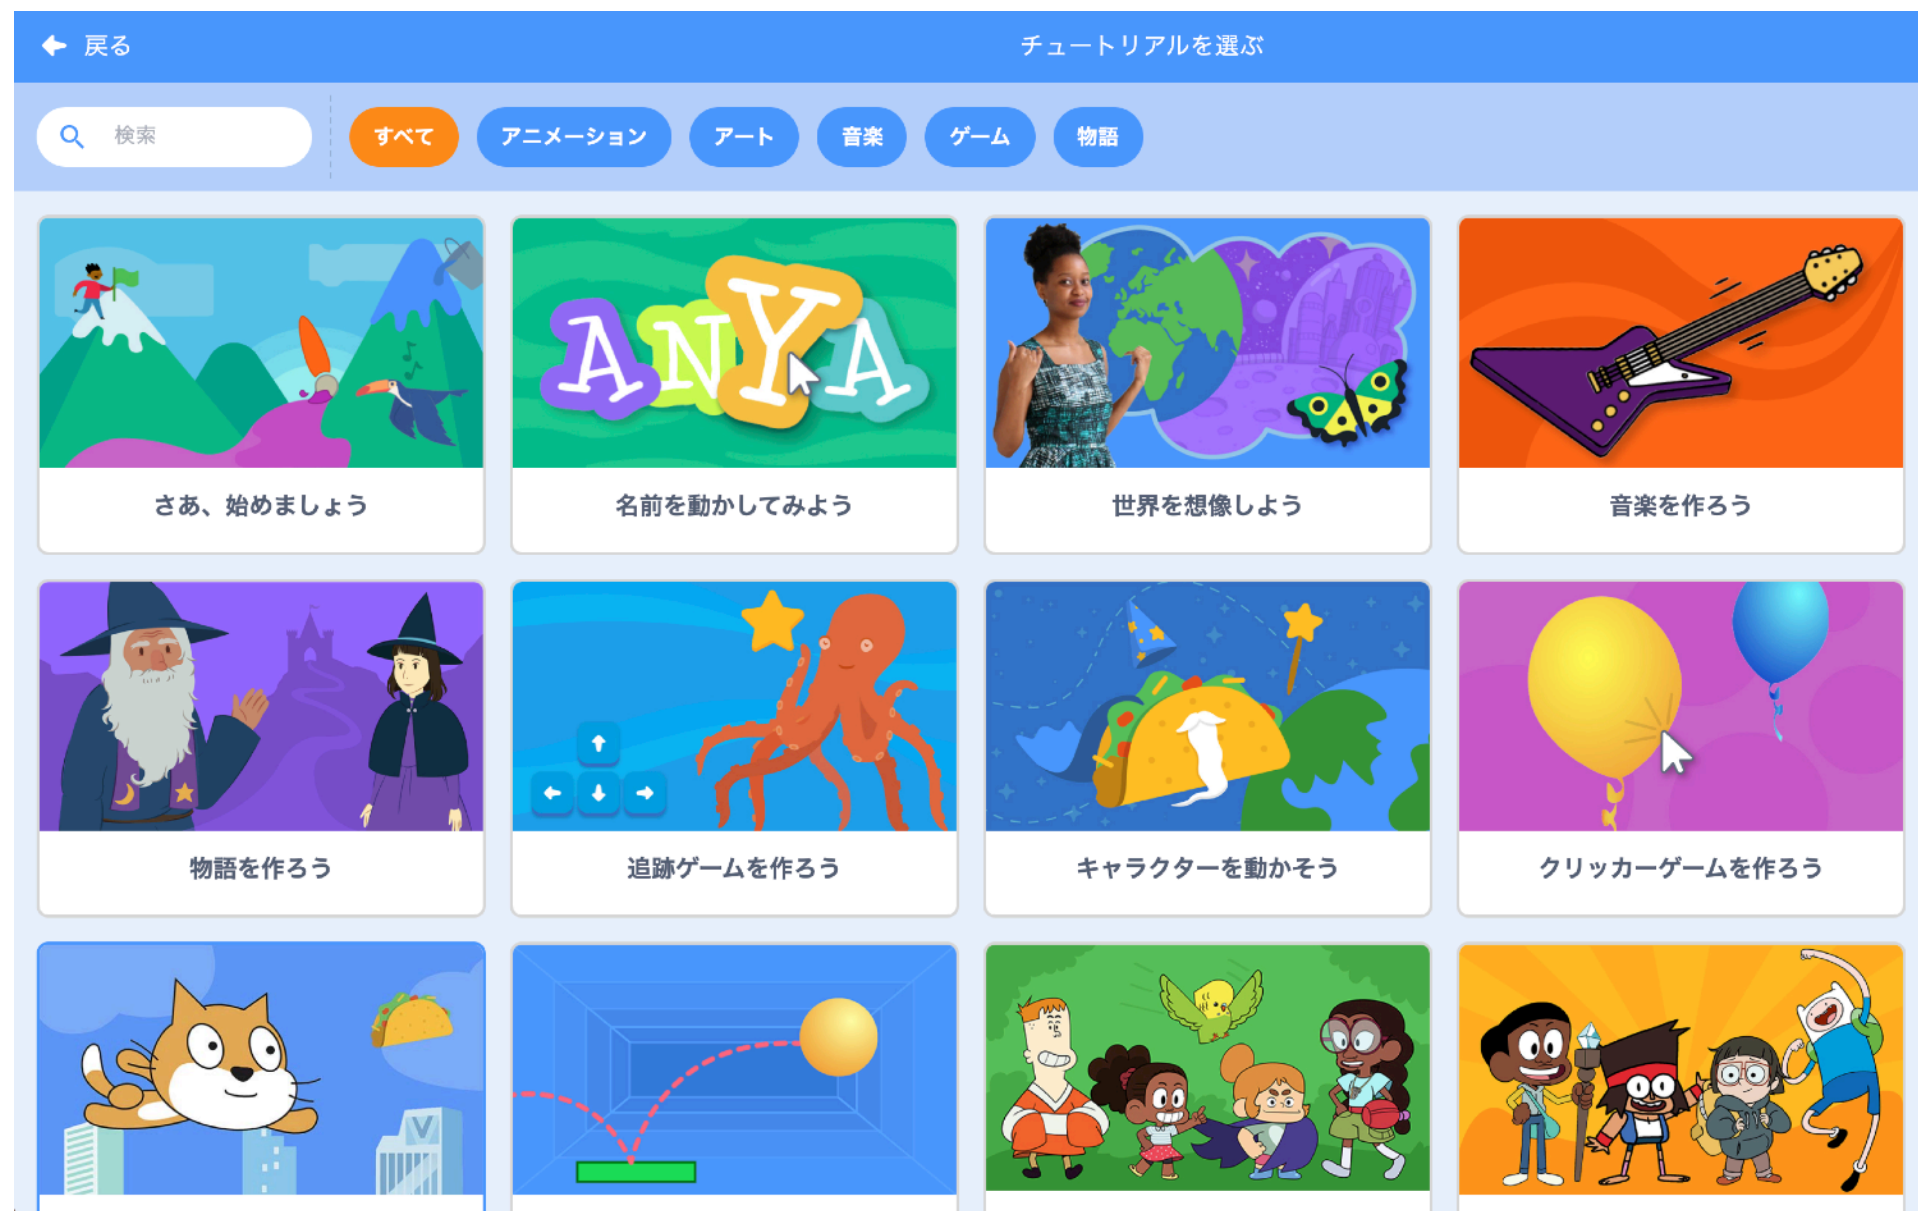 戻る
チュートリアルを選ぶ
検索
すべて
アニメーション
アート
音楽
ゲーム
物語
ANYA
さあ、始めましょう
名前を動かしてみよう
世界を想像しよう
音楽を作ろう
物語を作ろう
追跡ゲームを作ろう
キャラクターを動かそう
クリッカーゲームを作ろう